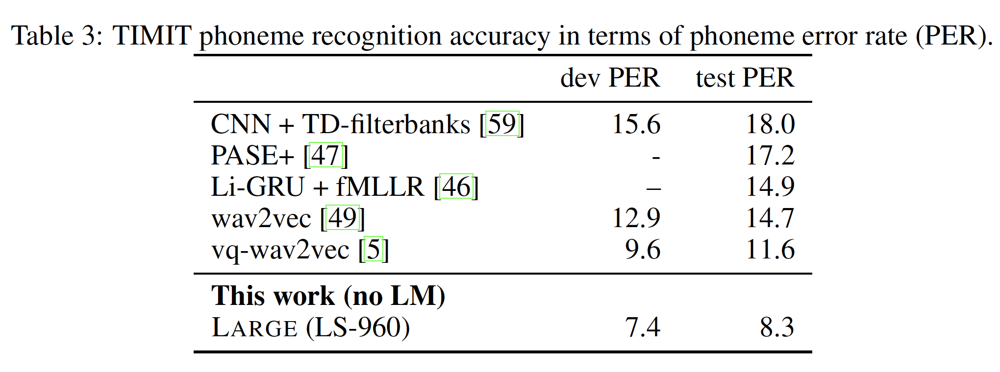 Table 3: TIMIT phoneme recognition accuracy in terms of phoneme error rate (PER).
dev PER test PER
CNN + TD-filterbanks [59] 15.6 18.0
PASE+ [47] - 17.2
Li-GRU + fMLLR [46] – 14.9
wav2vec [49] 12.9 14.7
vq-wav2vec [5] 9.6 11.6
This work (no LM)
LARGE (LS-960) 7.4 8.3